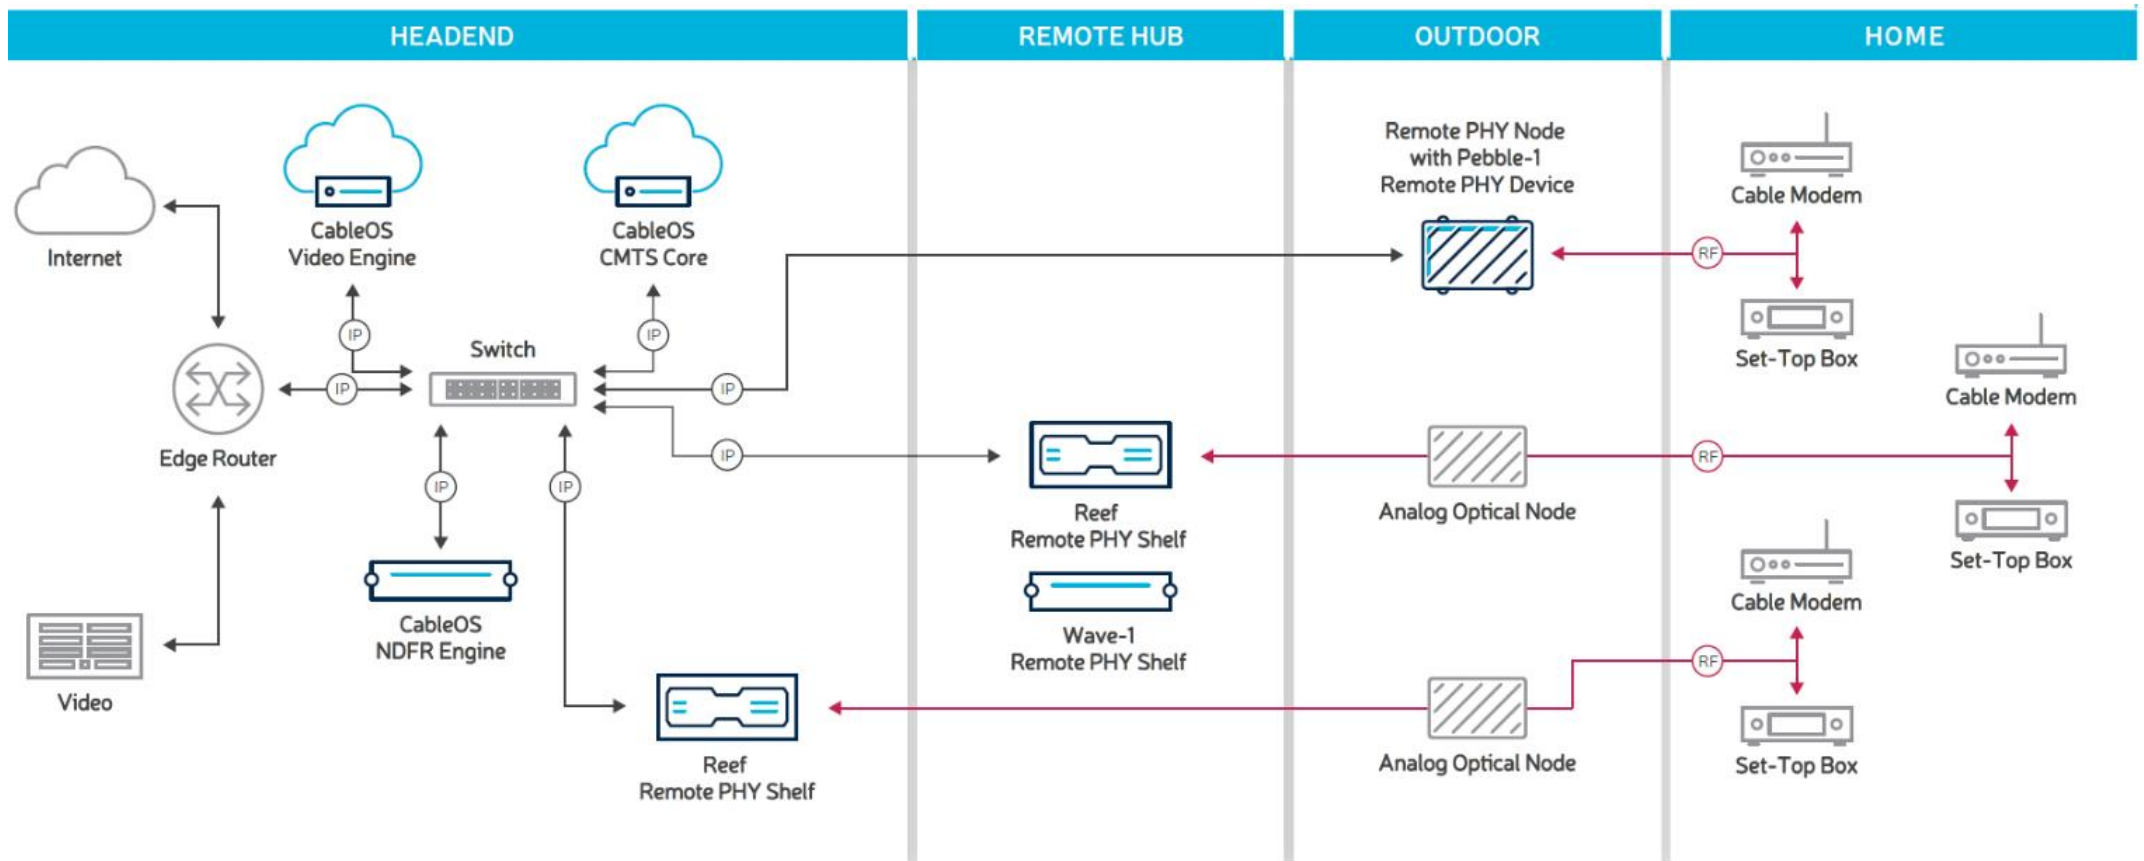 HEADEND
REMOTE HUB
OUTDOOR
HOME
Internet
CableOS
Video Engine
CableOS
CMTS Core
Remote PHY Node
with Pebble-1
Remote PHY Device
Cable Modem
RF
Set-Top Box
IP
IP
Switch
IP
IP
Edge Router
IP
IP
IP
CableOS
NDFR Engine
Video
Reef
Remote PHY Shelf
Reef
Remote PHY Shelf
Wave-1
Remote PHY Shelf
Analog Optical Node
RF
Cable Modem
Set-Top Box
Analog Optical Node
RF
Cable Modem
Set-Top Box